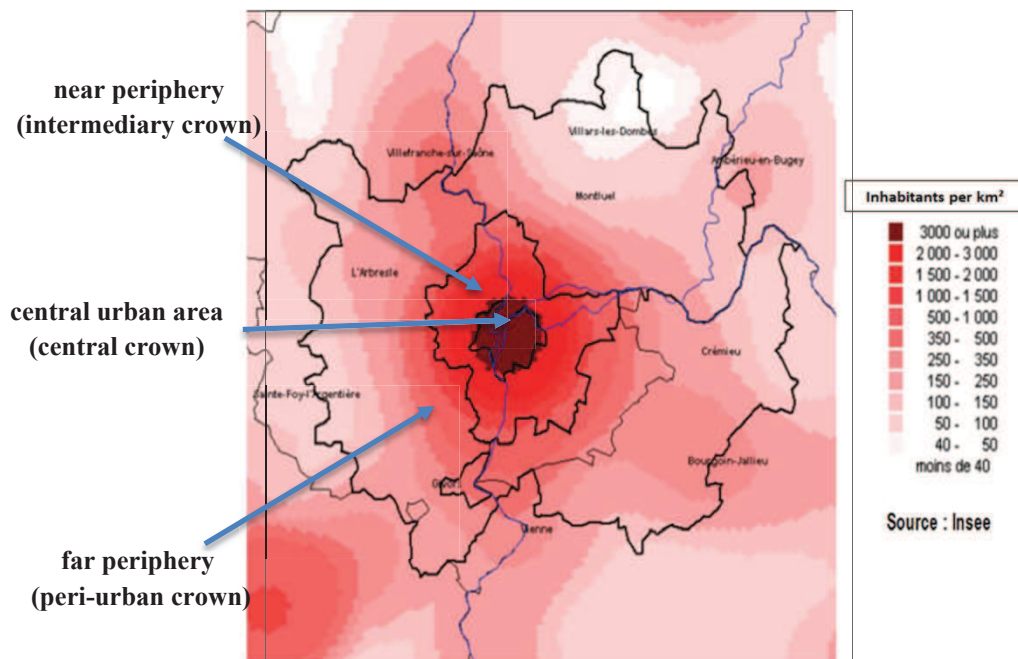 near periphery
(intermediary crown)
central urban area
(central crown)
far periphery
(peri-urban crown)
Villars-les-Dombes
Villefranche-sur-Saône
Ambérieu-en-Bugey
Montluel
L'Arbresle
Crémieu
Sainte-Foy-l'Argentière
Bourgoin-Jallieu
Givors
Vienne
Inhabitants per km²
3000 ou plus
2 000 - 3 000
1 500 - 2 000
1 000 - 1 500
500 - 1 000
350 - 500
250 - 350
150 - 250
100 - 150
50 - 100
40 - 50
moins de 40
Source : Insee